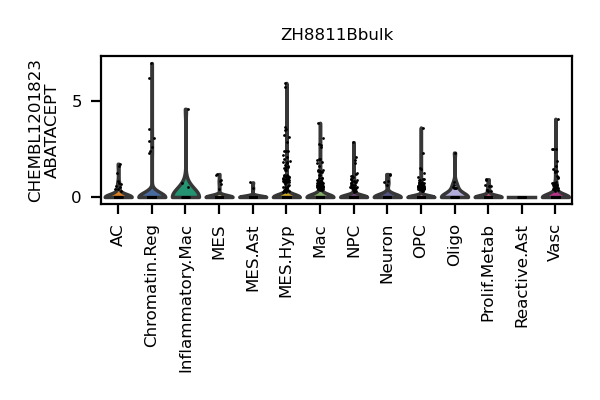 ZH8811Bbulk
CHEMBL1201823
ABATACEPT
5
0
AC
Chromatin.Reg
Inflammatory.Mac
MES
MES.Ast
MES.Hyp
Mac
NPC
Neuron
OPC
Oligo
Prolif.Metab
Reactive.Ast
Vasc